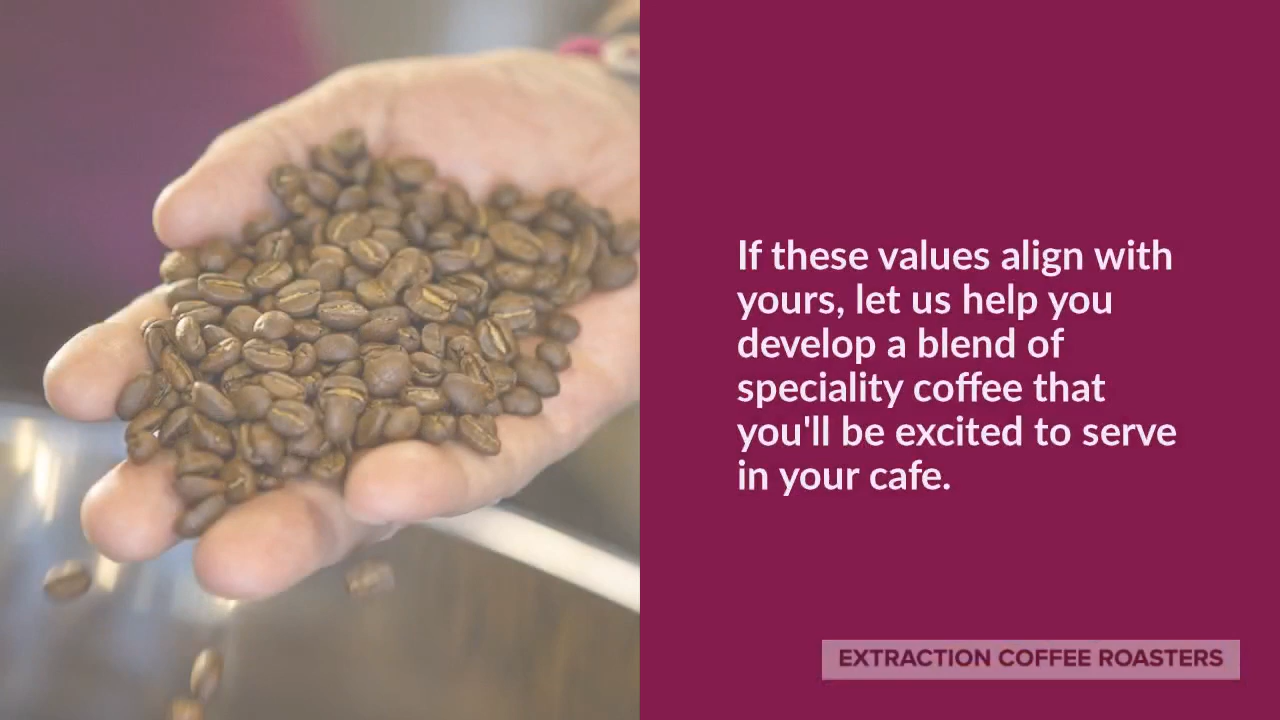 If these values align with
yours, let us help you
develop a blend of
speciality coffee that
you'll be excited to serve
in your cafe.
EXTRACTION COFFEE ROASTERS